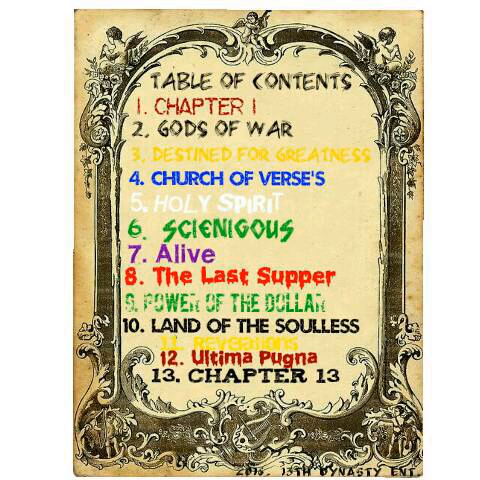 TABLE OF CONTENTS
1. CHAPTER 1
2. GODS OF WAR
3. DESTINED FOR GREATNESS
4. CHURCH OF VERSE'S
5. HOLY SPIRIT
6. SCIENIGOUS
7. Alive
8. The Last Supper
9. POWER OF THE DOLLAR
10. LAND OF THE SOULLESS
11. Revelations
12. Ultima Pugna
13. CHAPTER 13
13TH DYNASTY ENT.